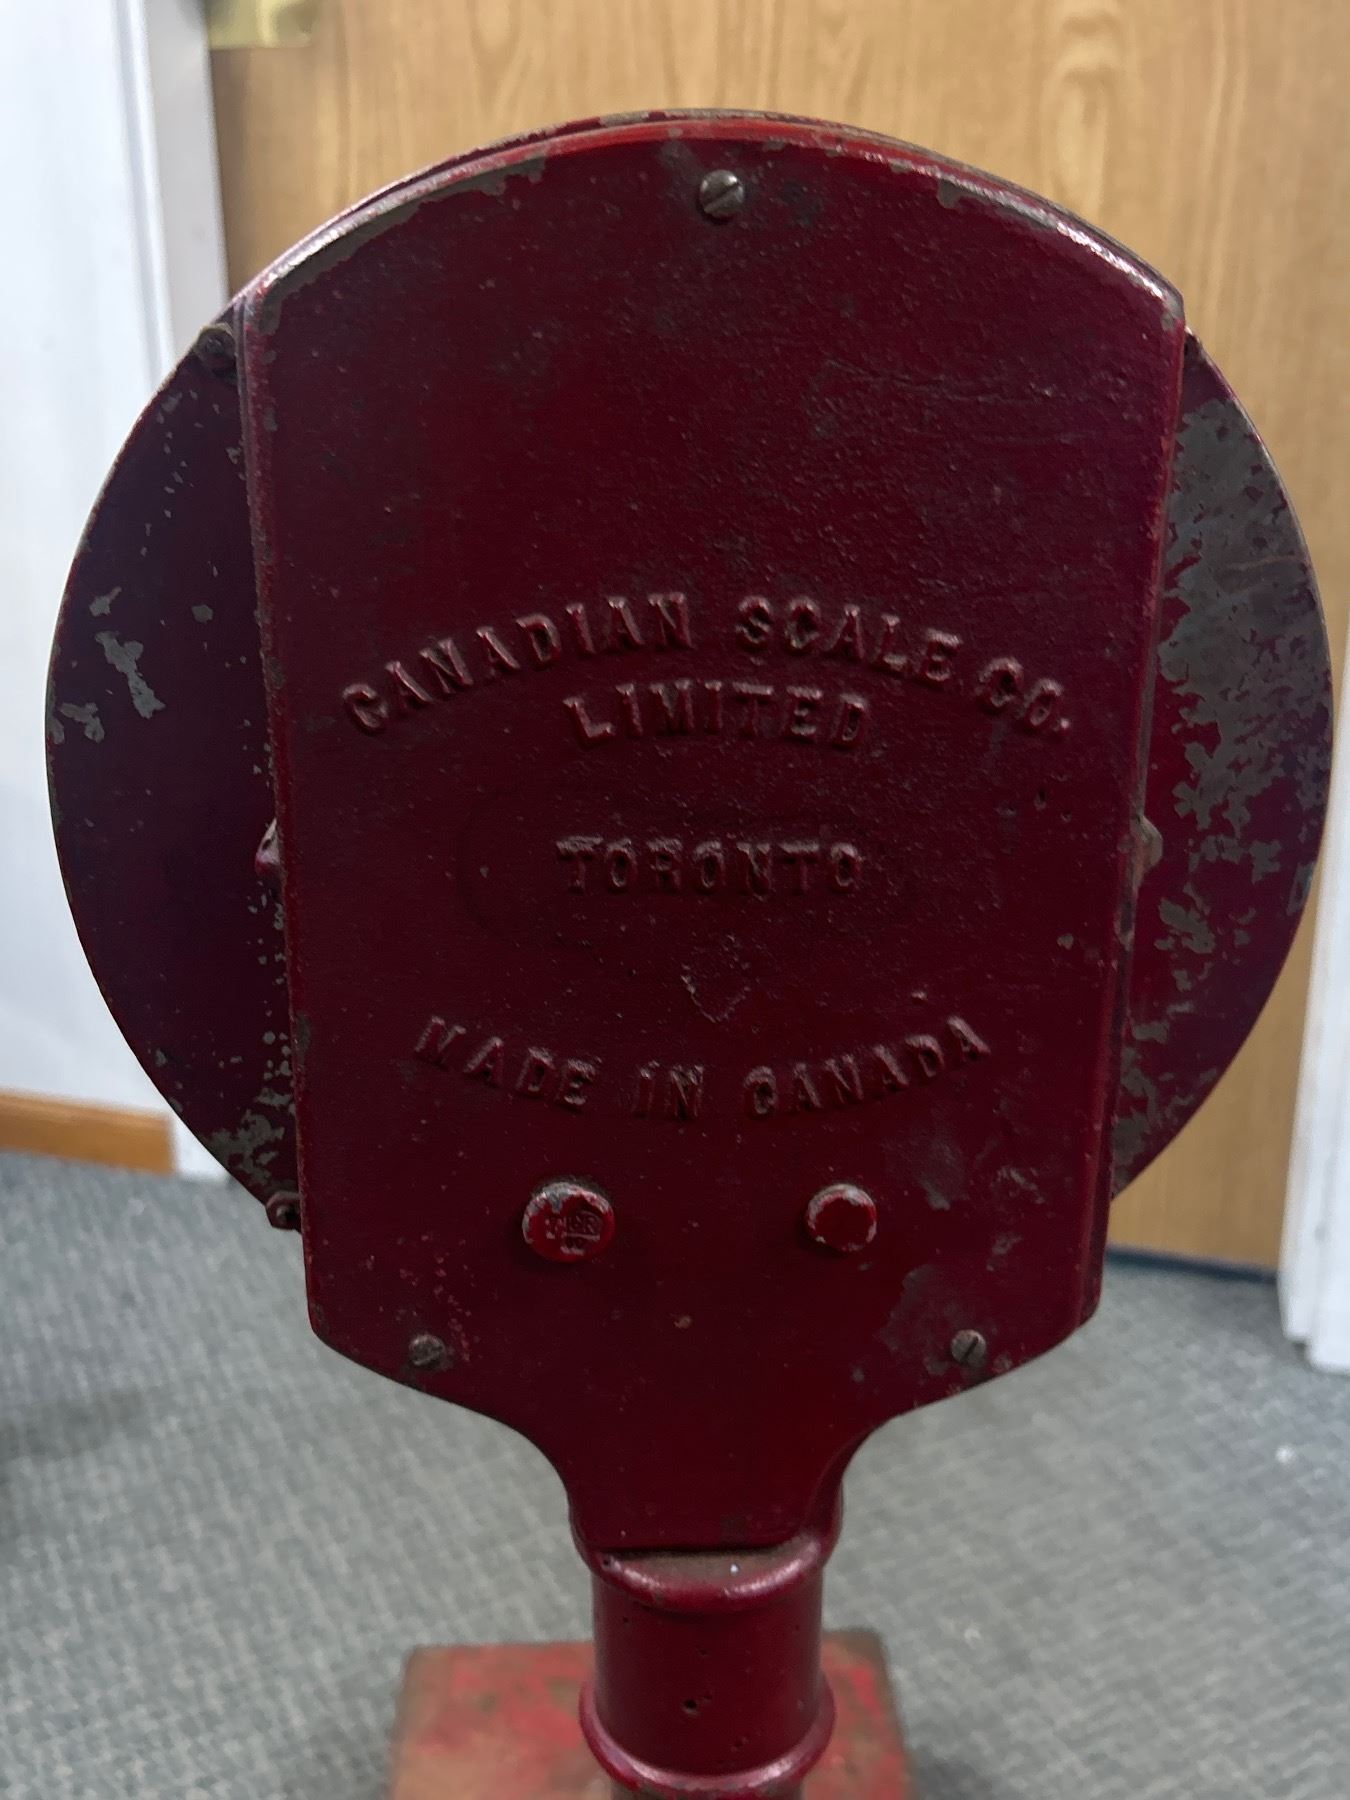 CANADIAN SCALE CO.
LIMITED
TORONTO
MADE IN CANADA